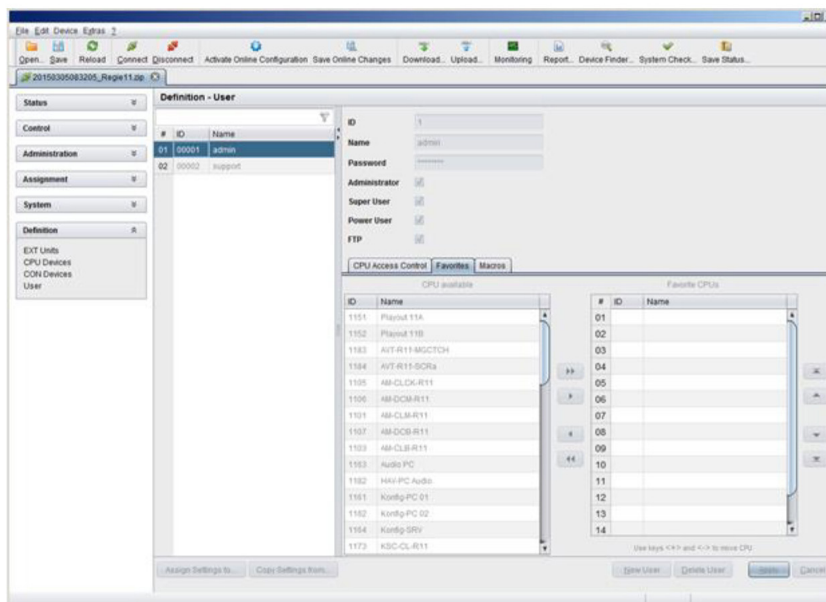 File Edit Device Extras ?
Open... Save Reload Connect Disconnect Activate Online Configuration Save Online Changes Download... Upload... Monitoring Report... Device Finder... System Check... Save Status...
20150305083205_Regie11.zip
Status
Control
Administration
Assignment
System
Definition
EXT Units
CPU Devices
CON Devices
User
Definition - User
# ID Name
01 00001 admin
02 00002 support
ID 1
Name admin
Password ********
Administrator
Super User
Power User
FTP
CPU Access Control Favorites Macros
CPU available
ID Name
1151 Playout 11A
1152 Playout 11B
1183 AVT-R11-MGCTCH
1184 AVT-R11-SCRa
1105 AM-CLCK-R11
1106 AM-DCM-R11
1101 AM-CLM-R11
1107 AM-DCB-R11
1103 AM-CLB-R11
1163 Audio PC
1182 HAV-PC Audio
1161 Konfig-PC 01
1162 Konfig-PC 02
1164 Konfig-SRV
1173 KSC-CL-R11
Favorite CPUs
# ID Name
01
02
03
04
05
06
07
08
09
10
11
12
13
14
Use keys <+> and <-> to move CPU
Assign Settings to... Copy Settings from...
New User Delete User Apply Cancel